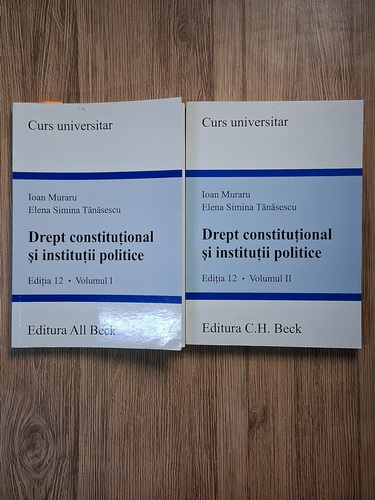 Curs universitar
Ioan Muraru
Elena Simina Tănăsescu
Drept constituțional
și instituții politice
Ediția 12 • Volumul I
Editura All Beck
Curs universitar
Ioan Muraru
Elena Simina Tănăsescu
Drept constituțional
și instituții politice
Ediția 12 • Volumul II
Editura C.H. Beck